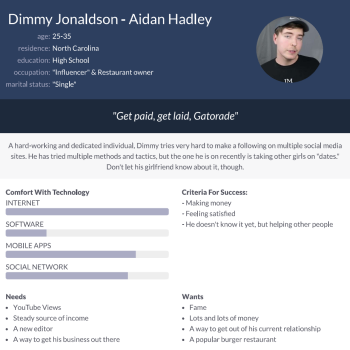 Dimmy Jonaldson - Aidan Hadley
age: 25-35
residence: North Carolina
education: High School
occupation: "Influencer" & Restaurant owner
marital status: "Single"
"Get paid, get laid, Gatorade"
A hard-working and dedicated individual, Dimmy tries very hard to make a following on multiple social media
sites. He has tried multiple methods and tactics, but the one he is on recently is taking other girls on "dates."
Don't let his girlfriend know about it, though.
Comfort With Technology
INTERNET
SOFTWARE
MOBILE APPS
SOCIAL NETWORK
Criteria For Success:
- Making money
- Feeling satisfied
- He doesn't know it yet, but helping other people
Needs
• YouTube Views
• Steady source of income
• A new editor
• A way to get his business out there
Wants
• Fame
• Lots and lots of money
• A way to get out of his current relationship
• A popular burger restaurant